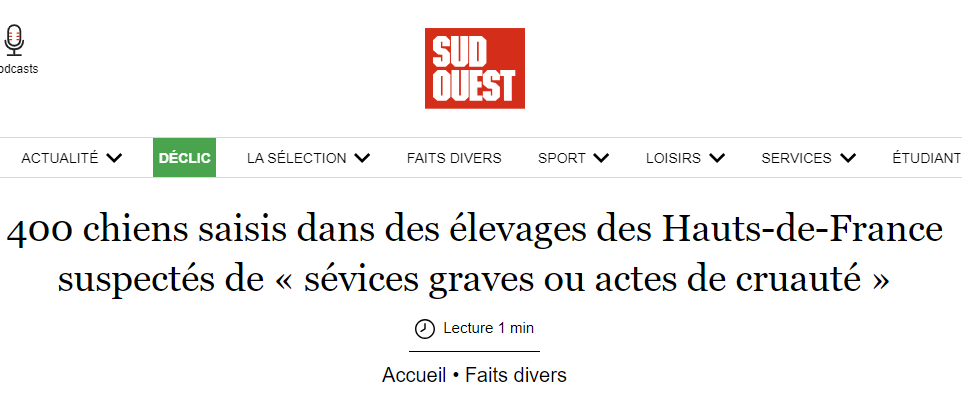 SUD
OUEST
odcasts
ACTUALITÉ DÉCLIC LA SÉLECTION FAITS DIVERS SPORT LOISIRS SERVICES ÉTUDIANT
400 chiens saisis dans des élevages des Hauts-de-France
suspectés de « sévices graves ou actes de cruauté »
Lecture 1 min
Accueil • Faits divers